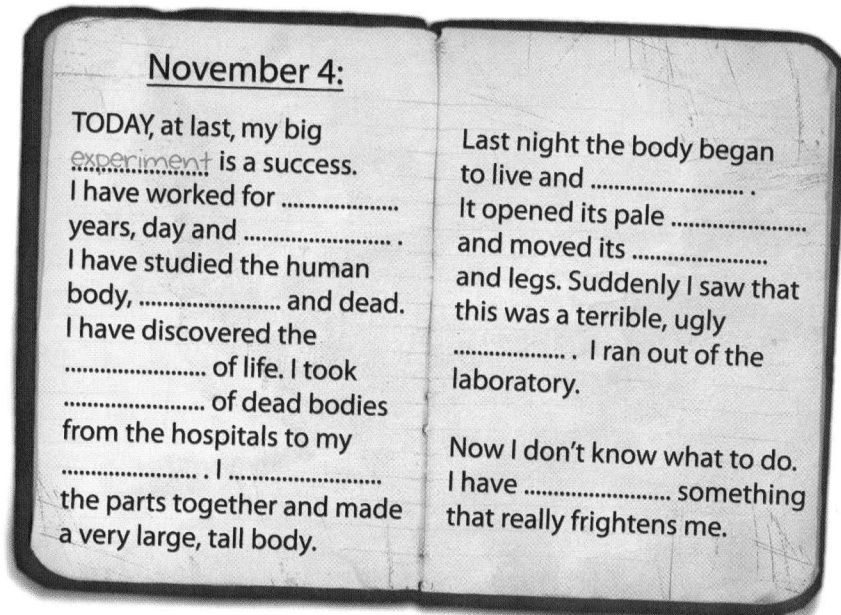 November 4:
TODAY, at last, my big
experiment is a success.
I have worked for ....................
years, day and ......................... .
I have studied the human
body, ........................ and dead.
I have discovered the
........................ of life. I took
........................ of dead bodies
from the hospitals to my
....................... . I ..........................
the parts together and made
a very large, tall body.
Last night the body began
to live and .......................... .
It opened its pale .......................
and moved its .......................
and legs. Suddenly I saw that
this was a terrible, ugly
................... . I ran out of the
laboratory.
Now I don't know what to do.
I have ......................... something
that really frightens me.